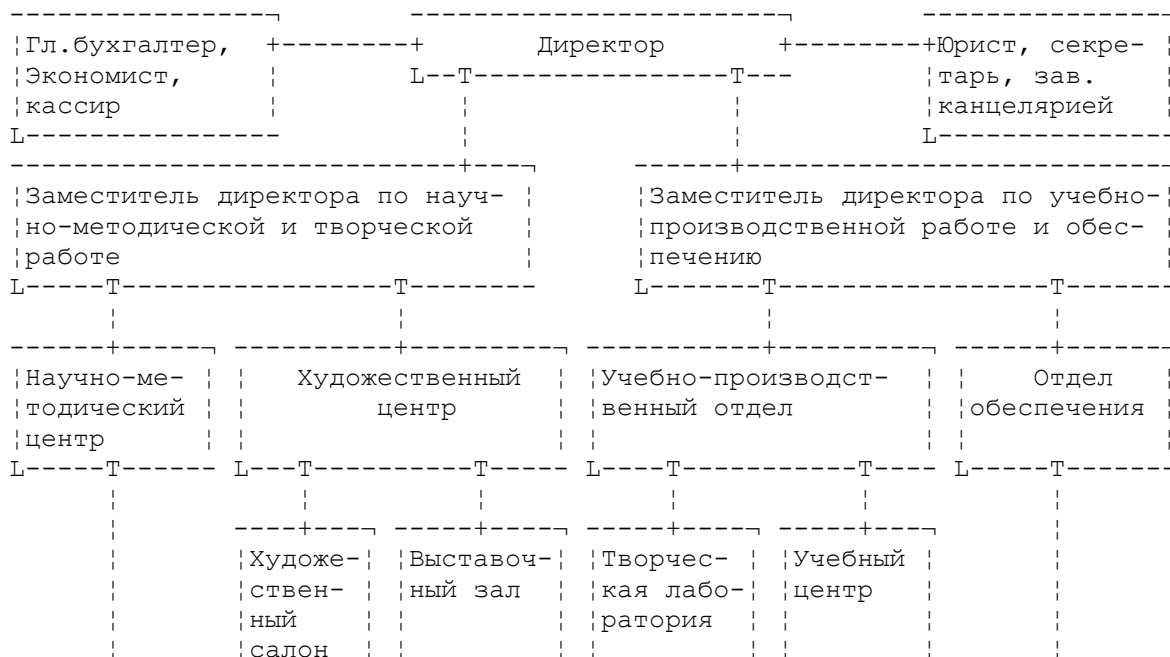 Гл.бухгалтер, Директор Юрист, секре-
Экономист, тарь, зав.
кассир канцелярией
Заместитель директора по науч- Заместитель директора по учебно-
но-методической и творческой производственной работе и обес-
работе печению
Научно-ме- Художественный Учебно-производст- Отдел
тодический центр венный отдел обеспечения
центр
Художе- Выставоч- Творчес- Учебный
ствен- ный зал кая лабо- центр
ный ратория
салон